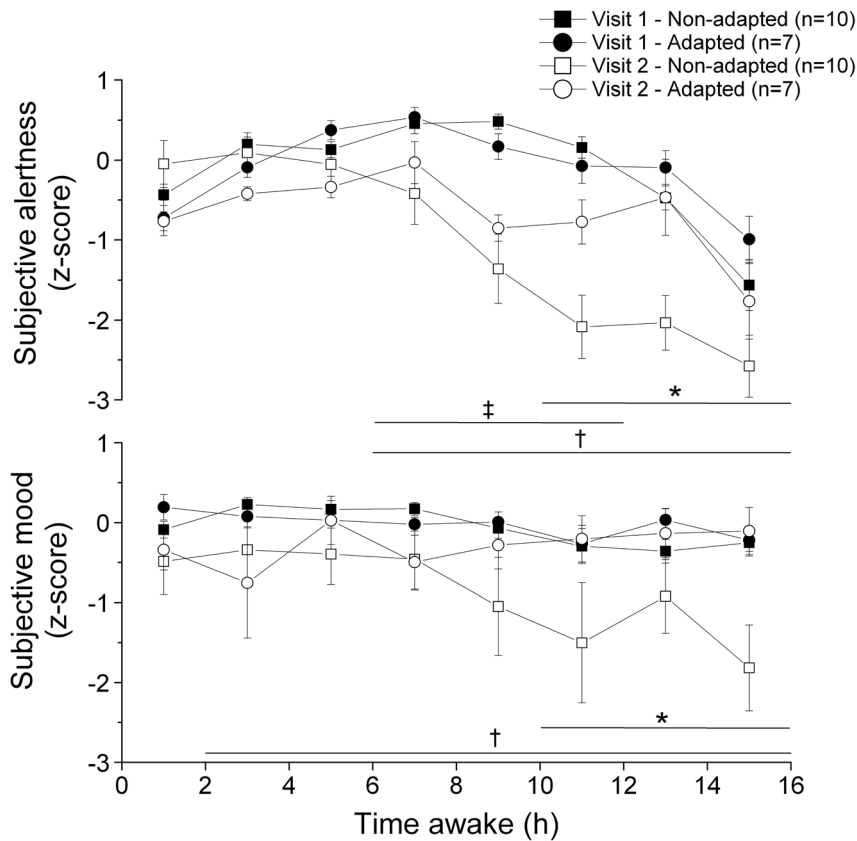 Visit 1 - Non-adapted (n=10)
Visit 1 - Adapted (n=7)
Visit 2 - Non-adapted (n=10)
Visit 2 - Adapted (n=7)
Subjective alertness
(z-score)
1
0
-1
-2
-3
*
‡
†
Subjective mood
(z-score)
1
0
-1
-2
-3
*
†
0 2 4 6 8 10 12 14 16
Time awake (h)